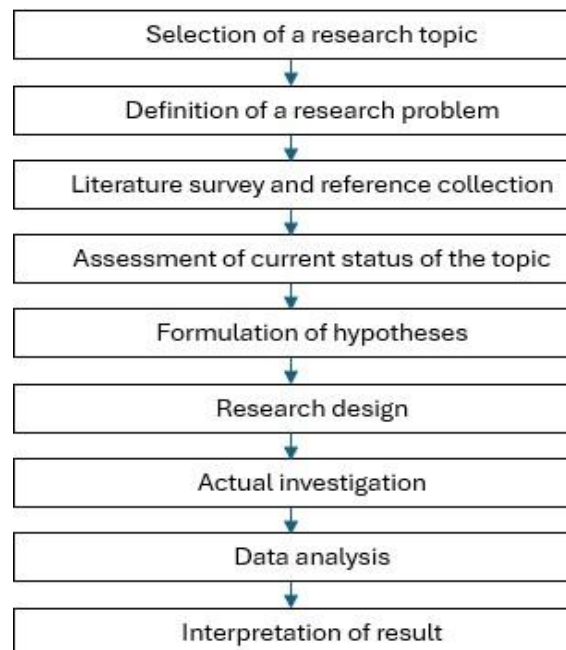 Selection of a research topic
Definition of a research problem
Literature survey and reference collection
Assessment of current status of the topic
Formulation of hypotheses
Research design
Actual investigation
Data analysis
Interpretation of result